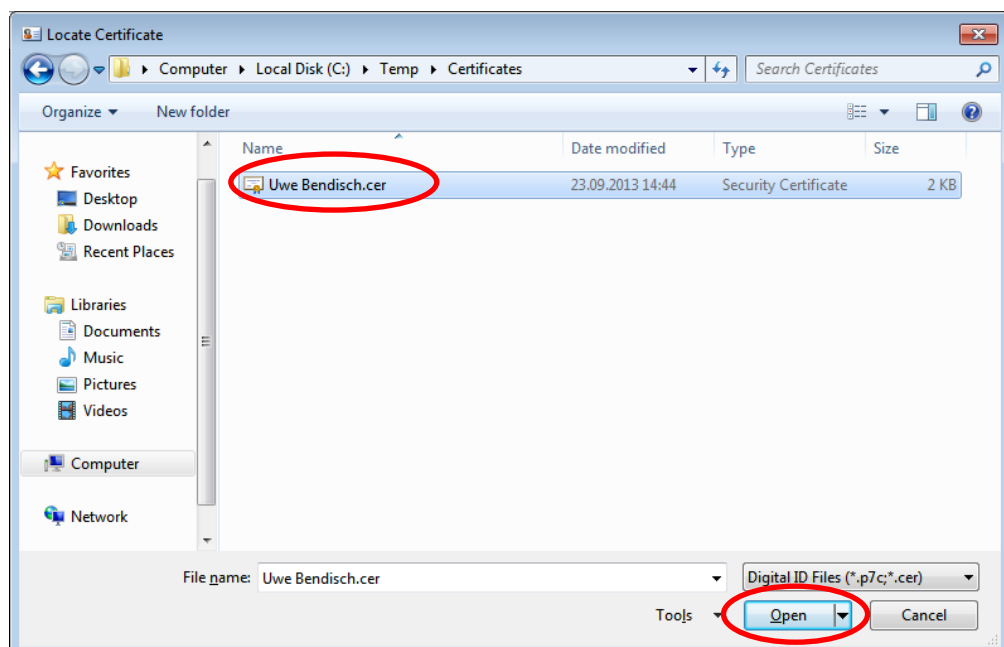 Locate Certificate
Computer Local Disk (C:) Temp Certificates Search Certificates
Organize New folder
Name Date modified Type Size
Uwe Bendisch.cer 23.09.2013 14:44 Security Certificate 2 KB
Favorites
Desktop
Downloads
Recent Places
Libraries
Documents
Music
Pictures
Videos
Computer
Network
File name: Uwe Bendisch.cer Digital ID Files (*.p7c;*.cer)
Tools Open Cancel